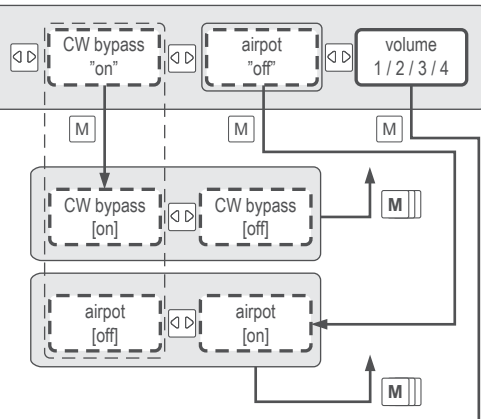 CW bypass
"on"
airpot
"off"
volume
1 / 2 / 3 / 4
M
M
M
CW bypass
[on]
CW bypass
[off]
M
airpot
[off]
airpot
[on]
M